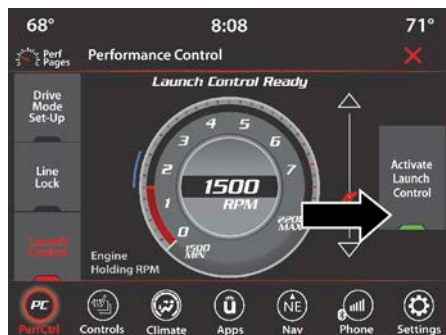 68°
8:08
71°
Perf
Pages
Performance Control
Launch Control Ready
Drive
Mode
Set-Up
Line
Lock
Launch
Control
0
1
2
3
4
5
6
7
1500
RPM
1500
MIN
2200
MAX
Engine
Holding RPM
Activate
Launch
Control
PC
PerfCtrl
Controls
Climate
û
Apps
NE
Nav
Phone
Settings